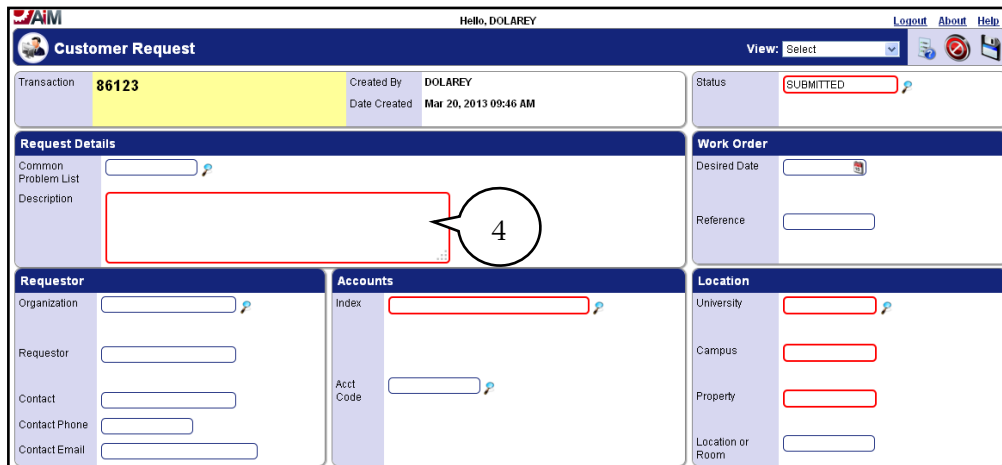 AiM
Hello, DOLAREY
Logout About Help
Customer Request
View: Select
Transaction 86123
Created By DOLAREY
Date Created Mar 20, 2013 09:46 AM
Status SUBMITTED
Request Details
Common
Problem List
Description
4
Work Order
Desired Date
Reference
Requestor
Organization
Requestor
Contact
Contact Phone
Contact Email
Accounts
Index
Acct
Code
Location
University
Campus
Property
Location or
Room